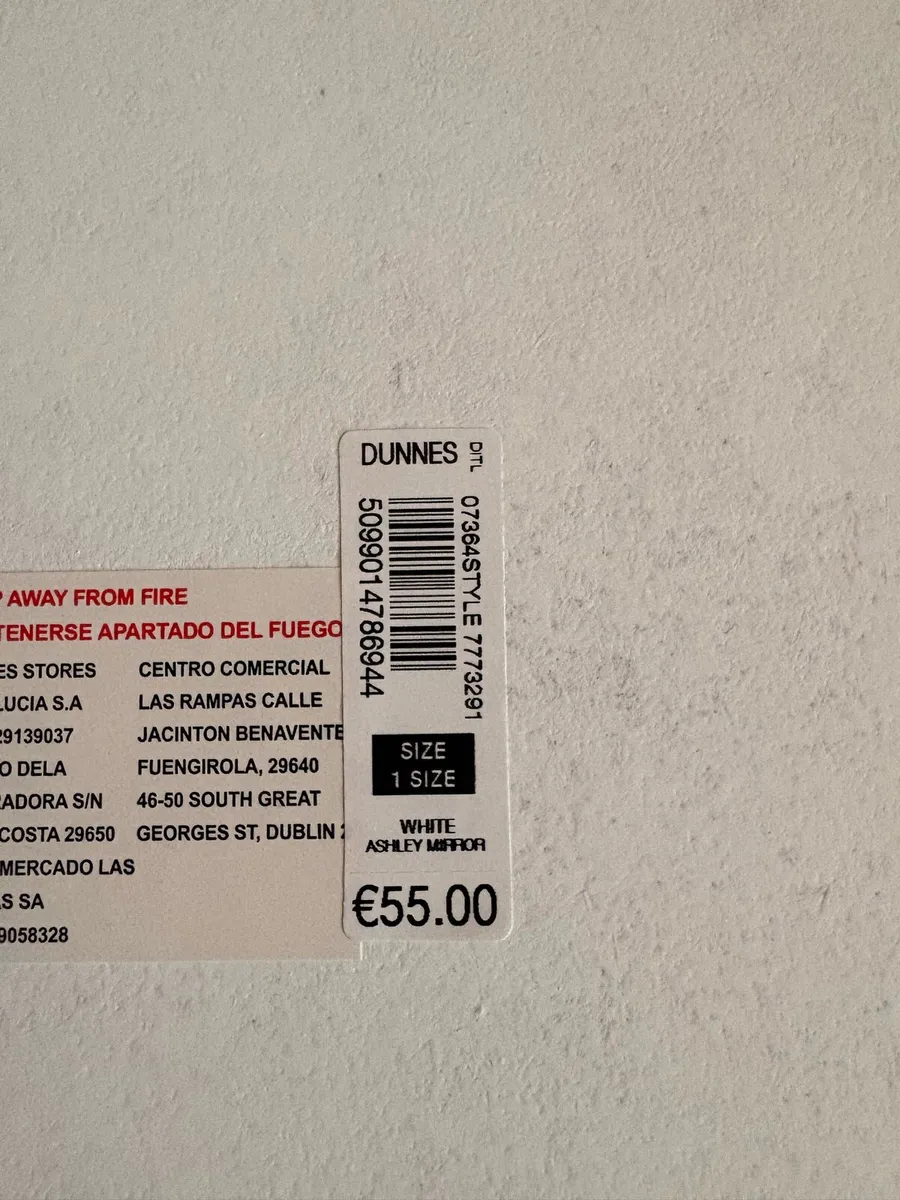 DUNNES DITL
5099014786944
07364STYLE 7773291
SIZE
1 SIZE
WHITE
ASHLEY MIRROR
€55.00
AWAY FROM FIRE
TENERSE APARTADO DEL FUEGO
ES STORES
LUCIA S.A
29139037
O DELA
RADORA S/N
COSTA 29650
MERCADO LAS
AS SA
9058328
CENTRO COMERCIAL
LAS RAMPAS CALLE
JACINTON BENAVENTE
FUENGIROLA, 29640
46-50 SOUTH GREAT
GEORGES ST, DUBLIN 2